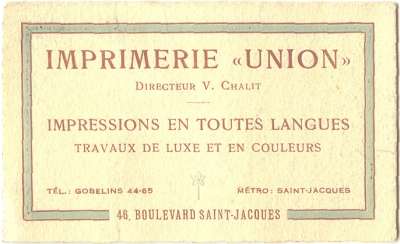 IMPRIMERIE «UNION»
DIRECTEUR V. CHALIT
IMPRESSIONS EN TOUTES LANGUES
TRAVAUX DE LUXE ET EN COULEURS
TÉL.: GOBELINS 44-65 MÉTRO: SAINT-JACQUES
46, BOULEVARD SAINT-JACQUES